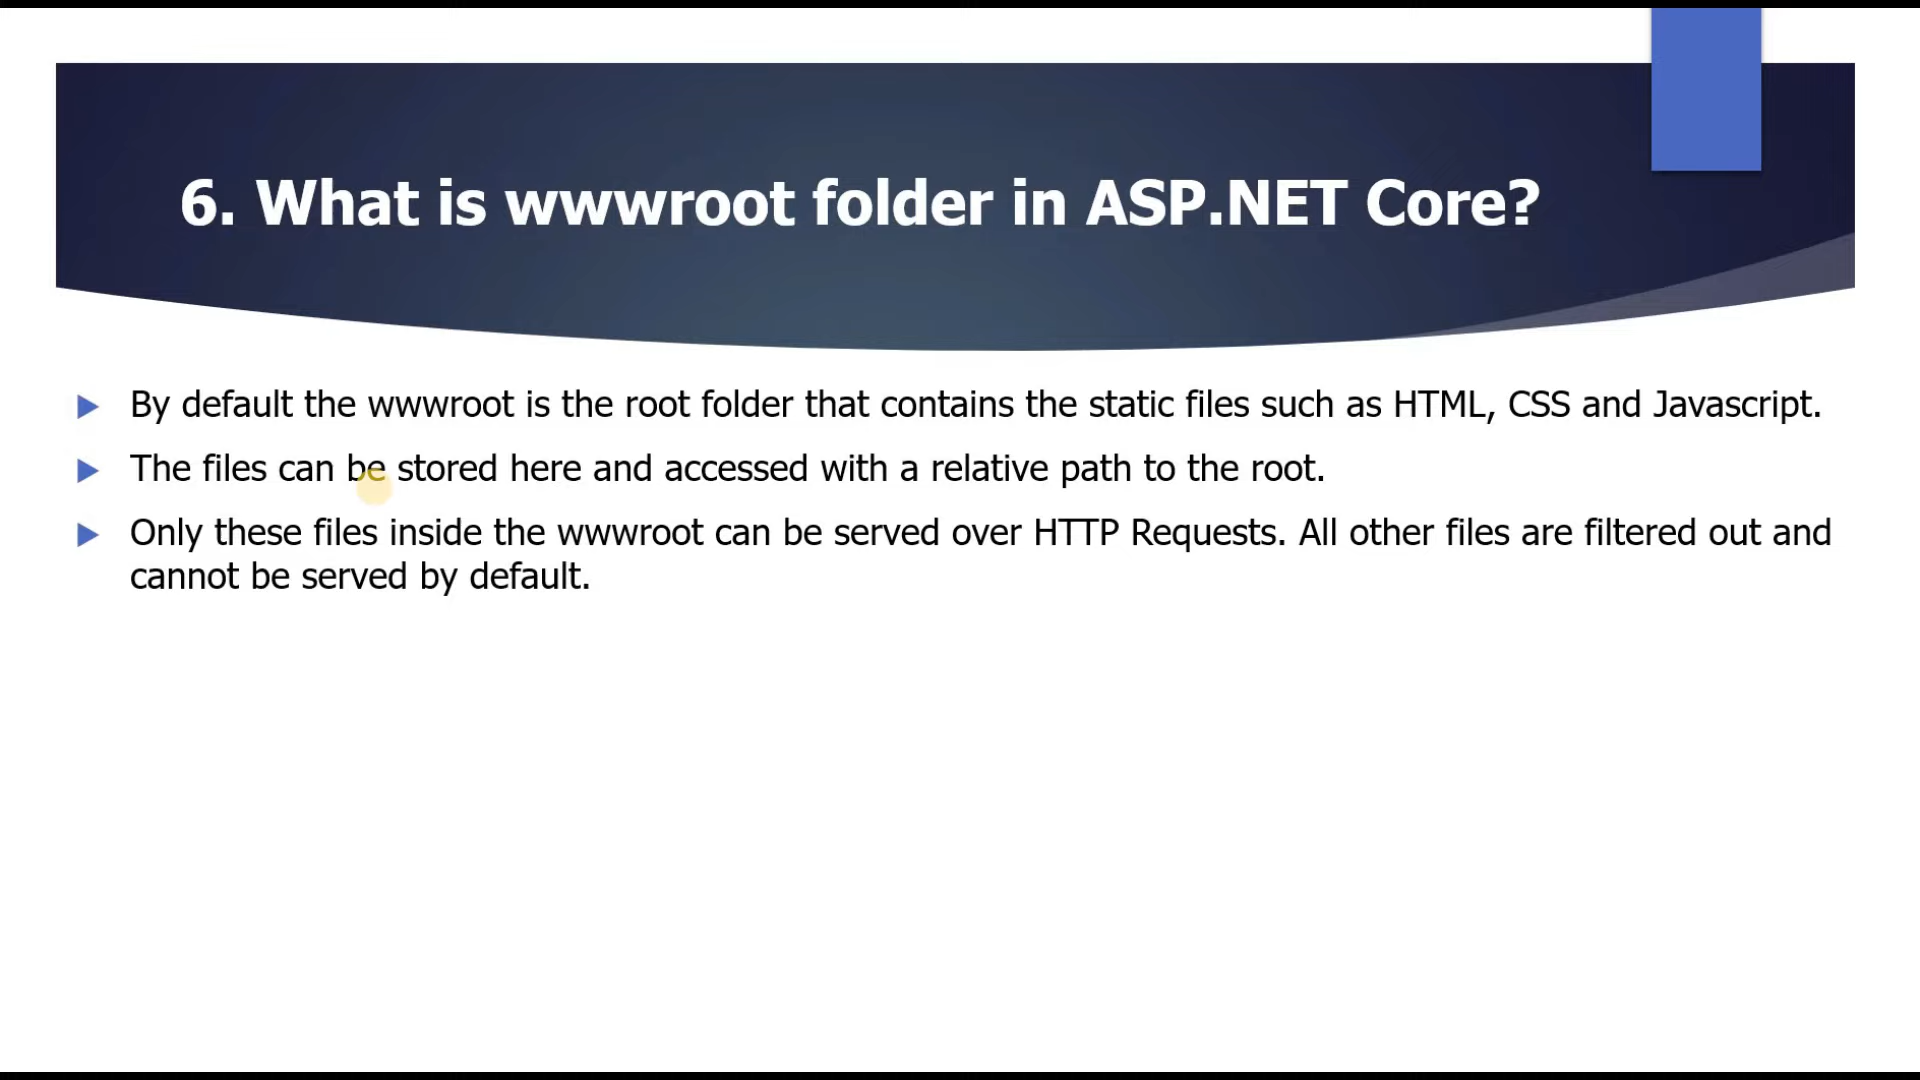 6. What is wwwroot folder in ASP.NET Core?
By default the wwwroot is the root folder that contains the static files such as HTML, CSS and Javascript.
The files can be stored here and accessed with a relative path to the root.
Only these files inside the wwwroot can be served over HTTP Requests. All other files are filtered out and
cannot be served by default.